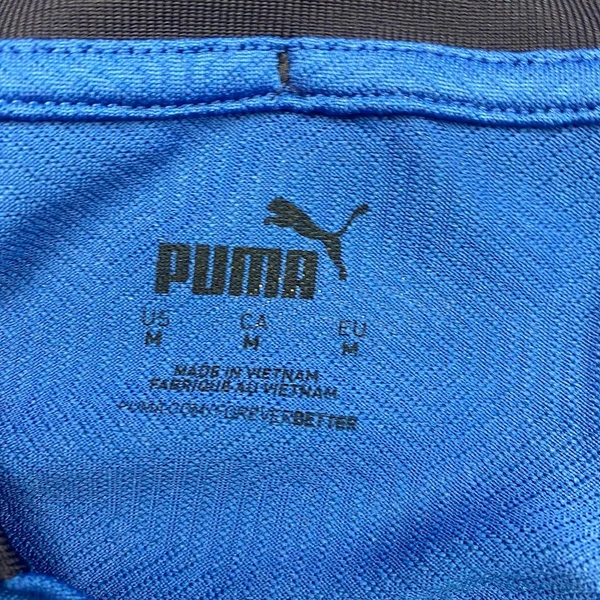 PUMA
US CA EU
M M M
MADE IN VIETNAM
FABRIQUÉ AU VIETNAM
PUMA.COM/FOREVERBETTER